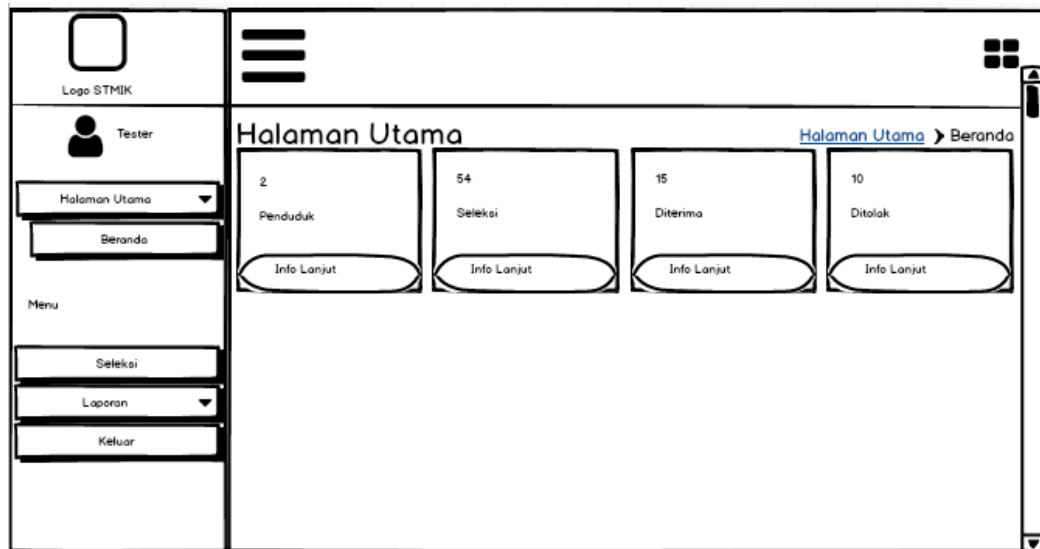 Logo STMIK
Tester
Halaman Utama
Beranda
Menu
Seleksi
Laporan
Keluar
Halaman Utama
Halaman Utama > Beranda
2
Penduduk
Info Lanjut
54
Seleksi
Info Lanjut
15
Diterima
Info Lanjut
10
Ditolak
Info Lanjut